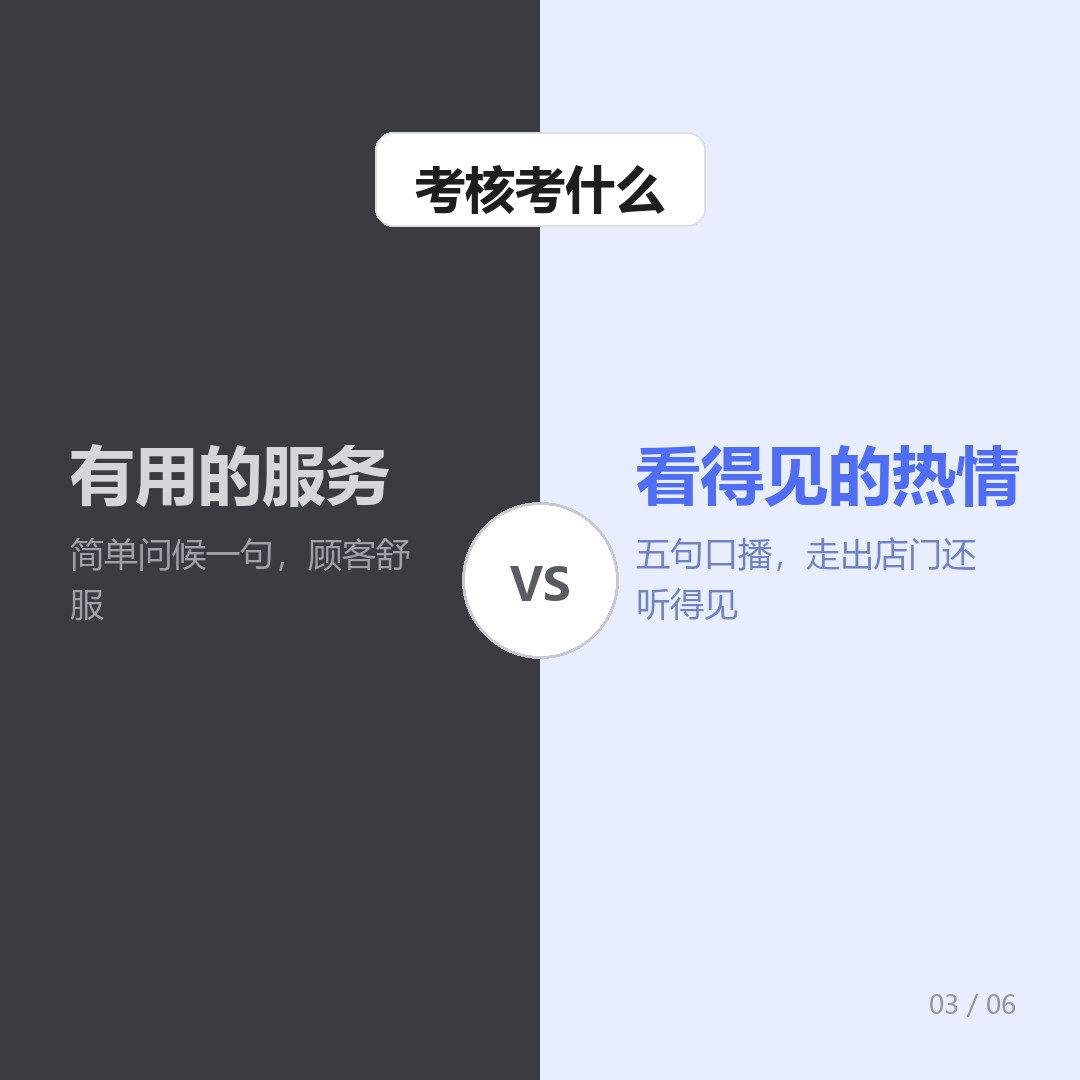 考核考什么
有用的服务
简单问候一句，顾客舒
服
VS
看得见的热情
五句口播，走出店门还
听得见
03 / 06